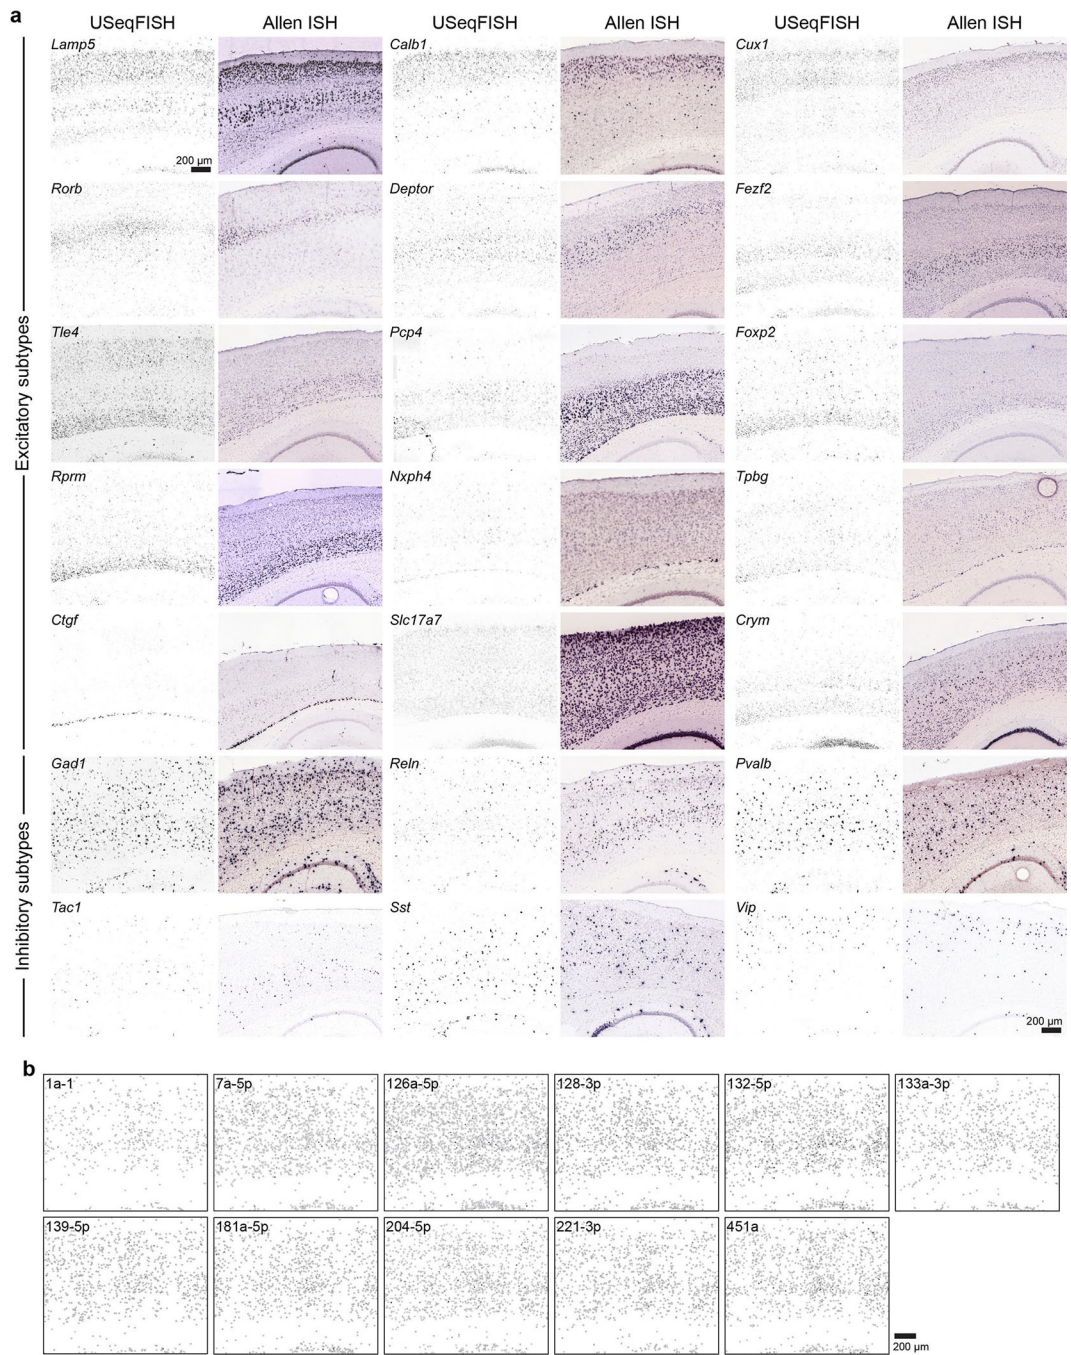 a
USeqFISH Allen ISH USeqFISH Allen ISH USeqFISH Allen ISH
Excitatory subtypes
Lamp5 Calb1 Cux1
200 µm
Rorb Deptor Fezf2
Tle4 Pcp4 Foxp2
Rprm Nxph4 Tpbg
Ctgf Slc17a7 Crym
Inhibitory subtypes
Gad1 Reln Pvalb
Tac1 Sst Vip
200 µm
b
1a-1 7a-5p 126a-5p 128-3p 132-5p 133a-3p
139-5p 181a-5p 204-5p 221-3p 451a
200 µm